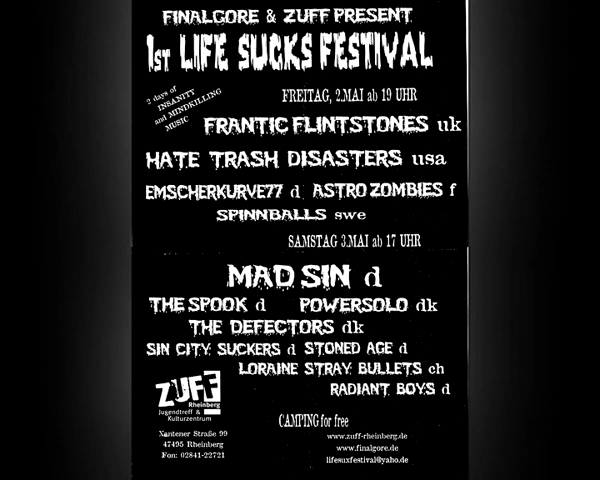 FINALGORE & ZUFF PRESENT
1ST LIFE SUCKS FESTIVAL
2 days of
INSANITY
and MINDKILLING
MUSIC
FREITAG, 2.MAI ab 19 UHR
FRANTIC FLINTSTONES uk
HATE TRASH DISASTERS usa
EMSCHERKURVE77 d ASTRO ZOMBIES f
SPINNBALLS swe
SAMSTAG 3.MAI ab 17 UHR
MAD SIN d
THE SPOOK d POWERSOLO dk
THE DEFECTORS dk
SIN CITY SUCKERS d STONED AGE d
LORAINE STRAY BULLETS ch
RADIANT BOYS d
ZUFF
Rheinberg
Jugendtreff &
Kulturzentrum
CAMPING for free
Xantener Straße 99
47495 Rheinberg
Fon: 02841-22721
www.zuff-rheinberg.de
www.finalgore.de
lifesuxfestival@yaho.de